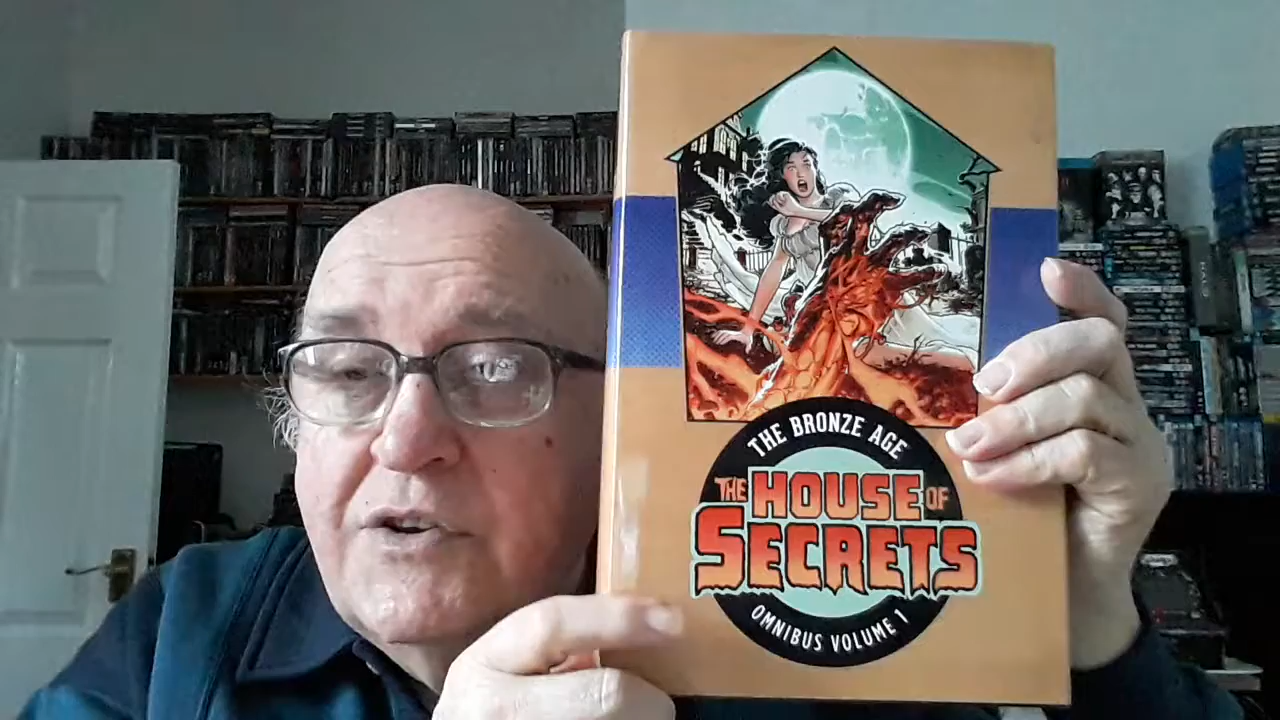 THE BRONZE AGE
THE HOUSE OF
SECRETS
OMNIBUS VOLUME 1